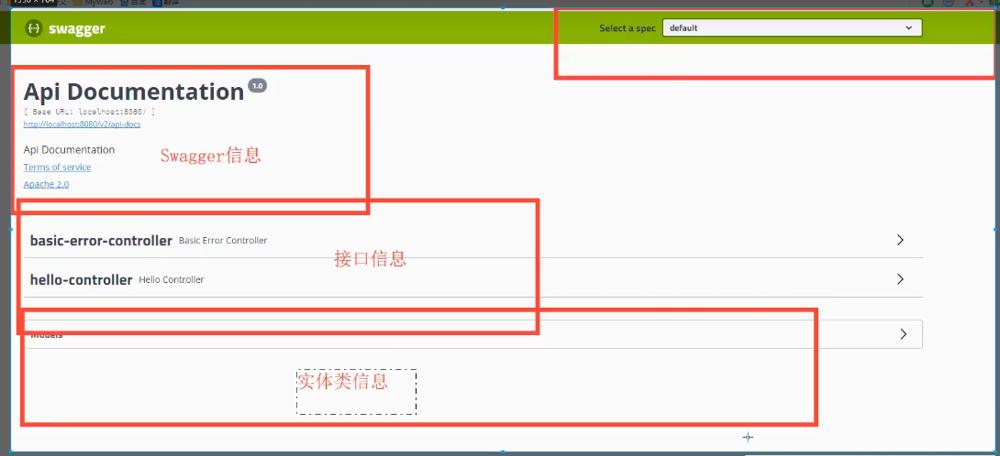 MyWeb
swagger
Select a spec
default
Api Documentation 1.0
[ Base URL: localhost:8080/ ]
http://localhost:8080/v2/api-docs
Api Documentation
Swagger信息
Terms of service
Apache 2.0
basic-error-controller Basic Error Controller
接口信息
hello-controller Hello Controller
Models
实体类信息